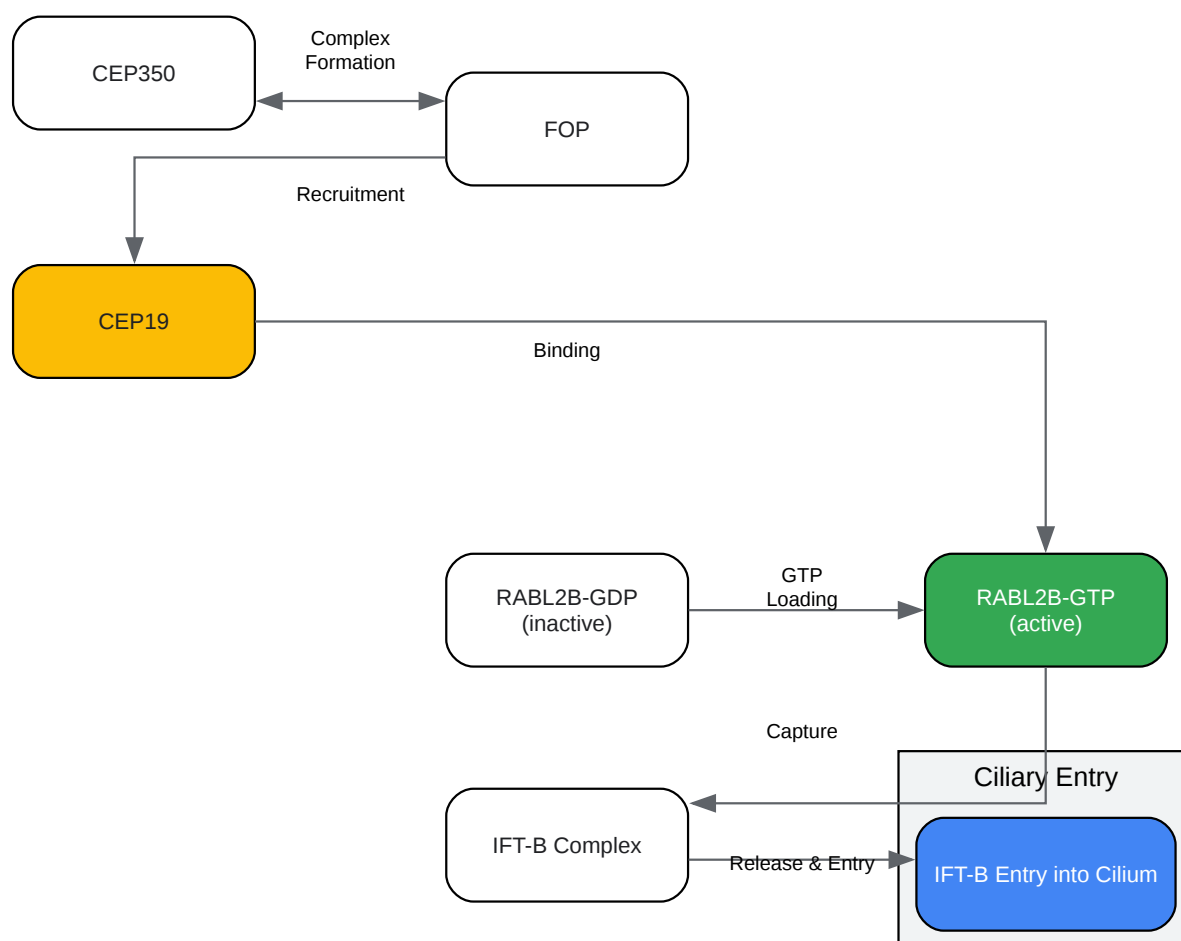 Complex
Formation
CEP350
FOP
Recruitment
CEP19
Binding
RABL2B-GDP
(inactive)
GTP
Loading
RABL2B-GTP
(active)
Capture
Ciliary Entry
IFT-B Complex
Release & Entry
IFT-B Entry into Cilium